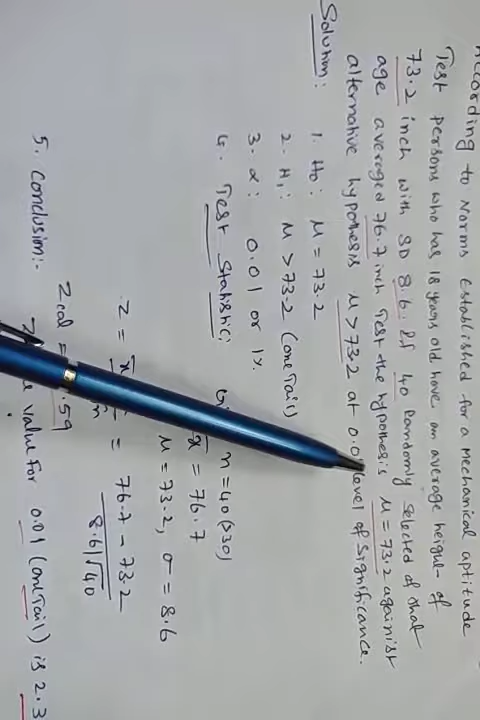 According to Norms Established for a Mechanical aptitude
Test persons who has 18 years old have an average height of
73.2 inch with SD 8.6. If 40 Randomly selected of that
age averaged 76.7 inch Test the hypothesis μ = 73.2 against
alternative hypothesis μ > 73.2 at 0.01 level of Significance.
Solution: 1. H₀: μ = 73.2
2. H₁: μ > 73.2 (one Tail)
3. α: 0.01 or 1%
4. Test Statistic n = 40 (>30)
x̄ = 76.7
μ = 73.2, σ = 8.6
Z = = 76.7 - 73.2 / 8.6/√40
Zcal = .59
5. Conclusion:- value for 0.01 (one Tail) is 2.3